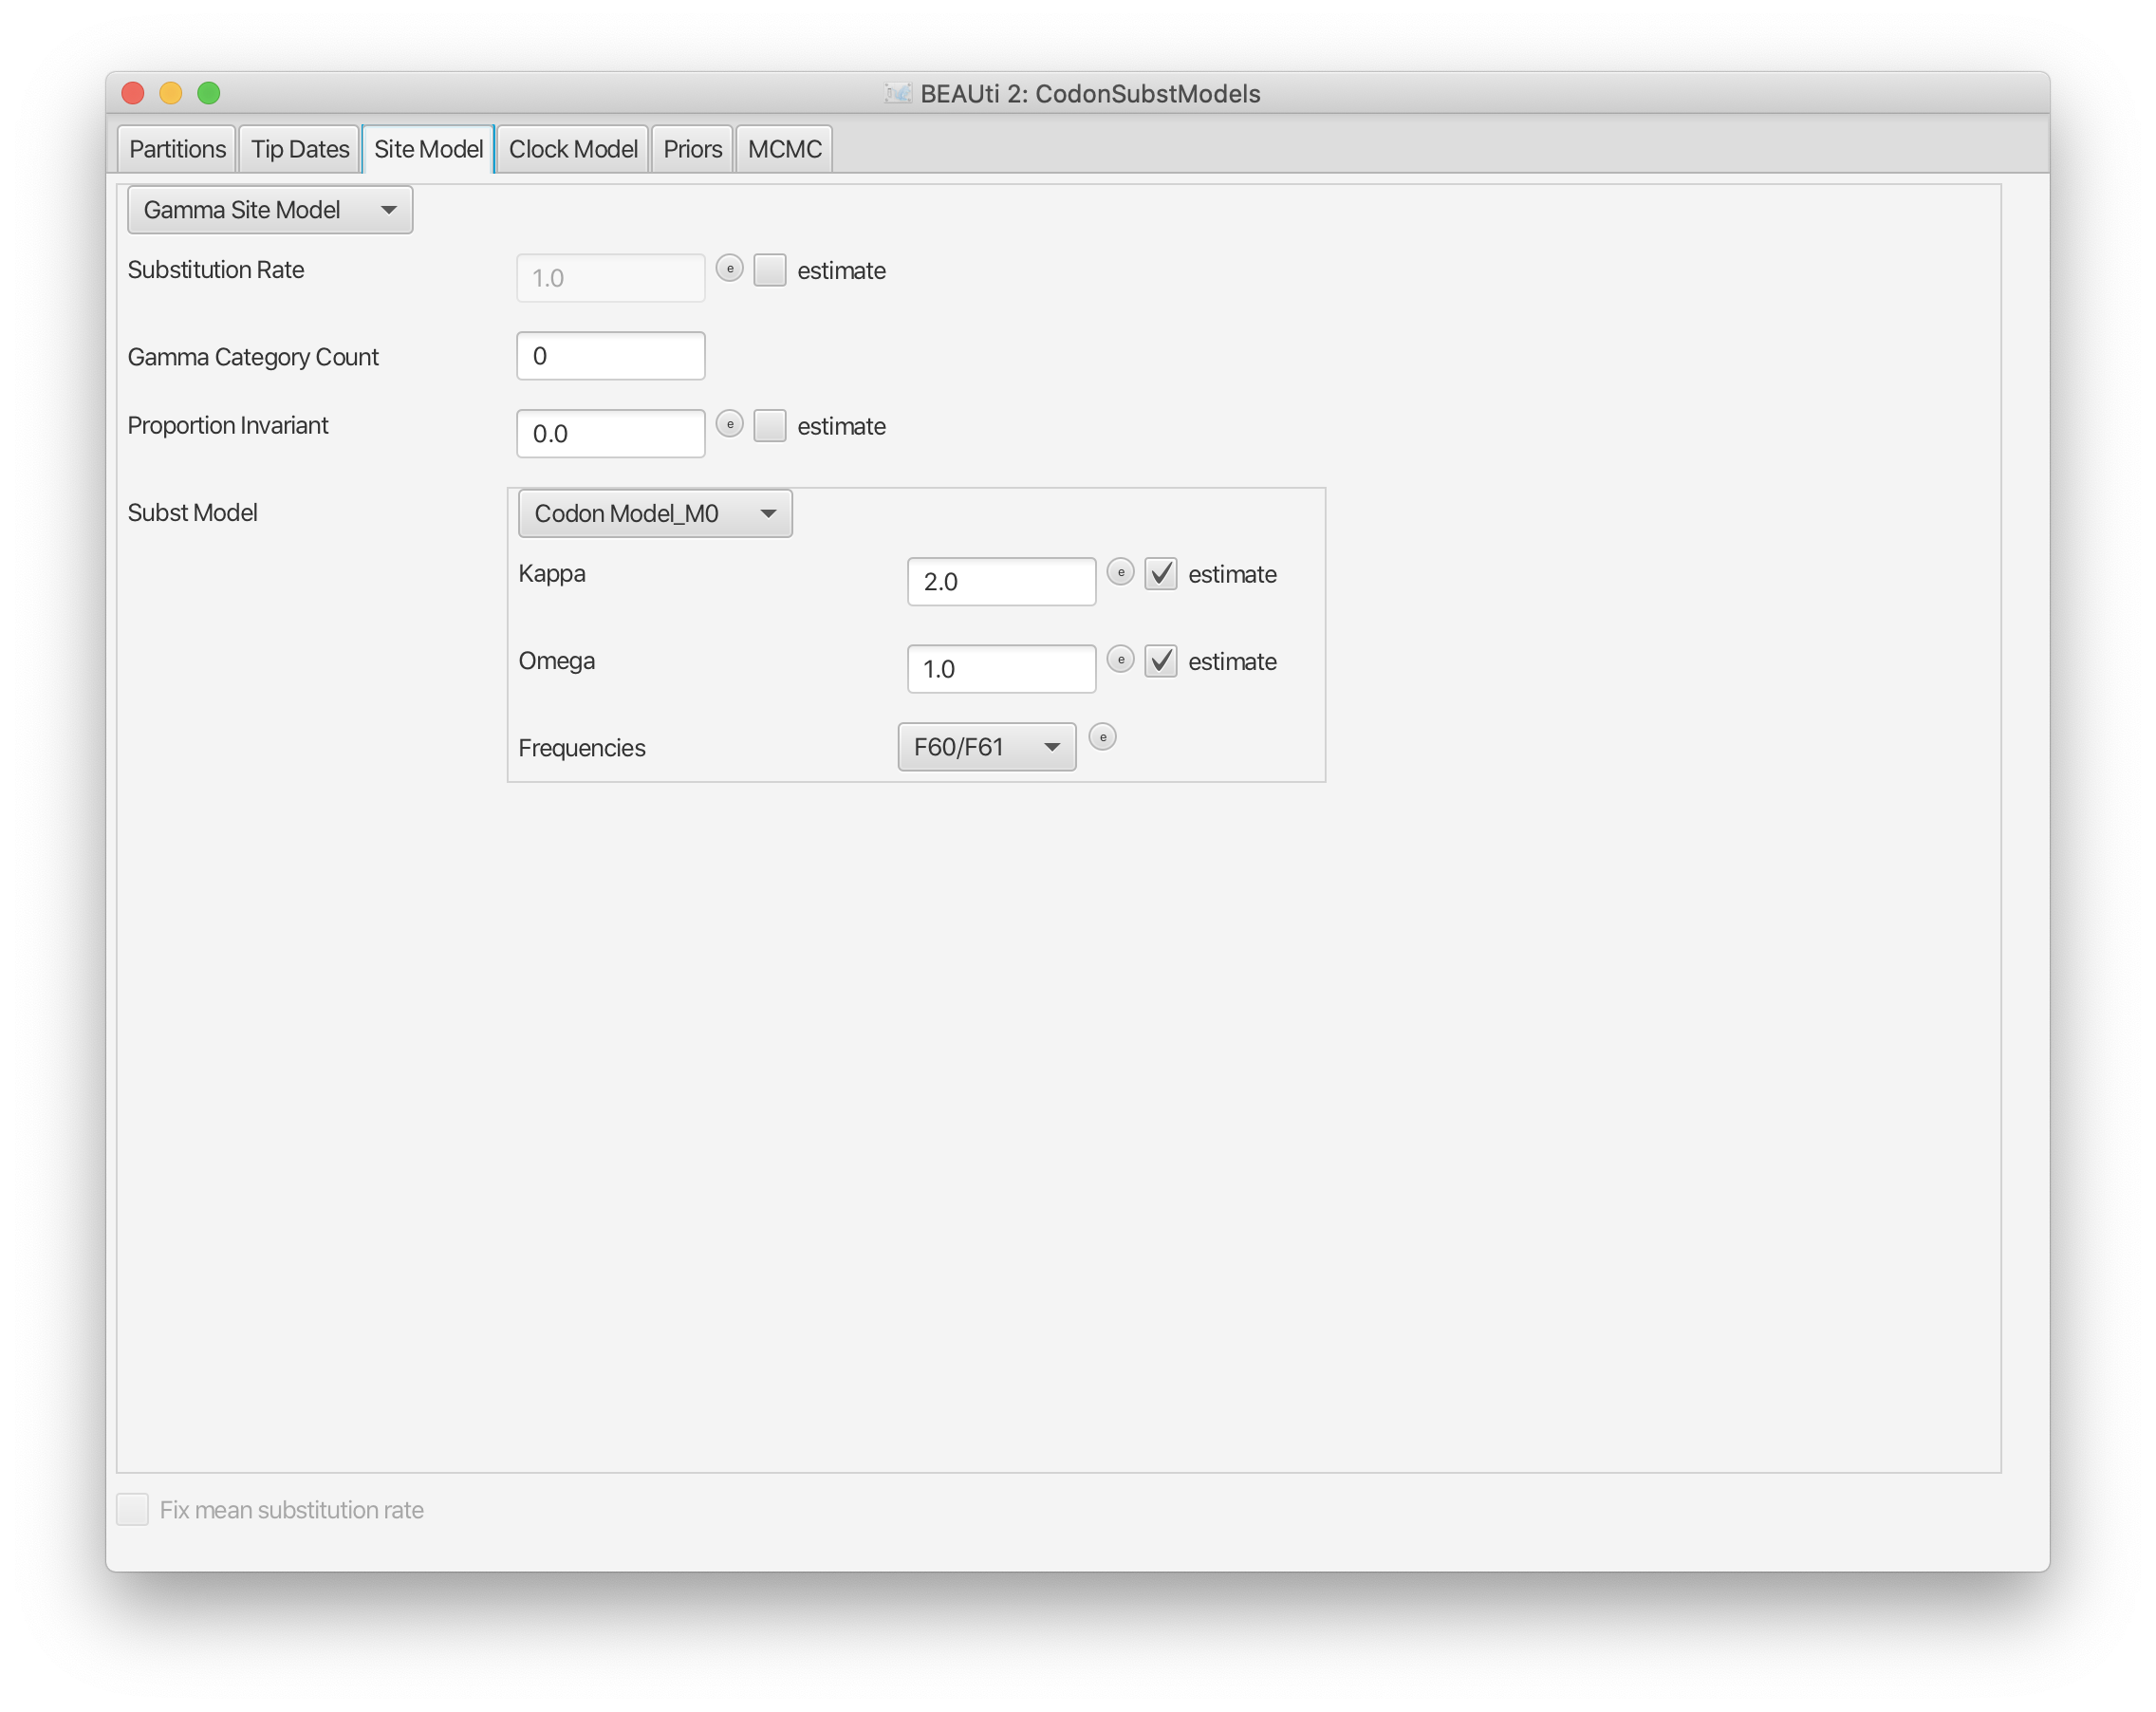 BEAUti 2: CodonSubstModels
Partitions Tip Dates Site Model Clock Model Priors MCMC
Gamma Site Model
Substitution Rate 1.0 e estimate
Gamma Category Count 0
Proportion Invariant 0.0 e estimate
Subst Model Codon Model_M0
Kappa 2.0 e estimate
Omega 1.0 e estimate
Frequencies F60/F61 e
Fix mean substitution rate